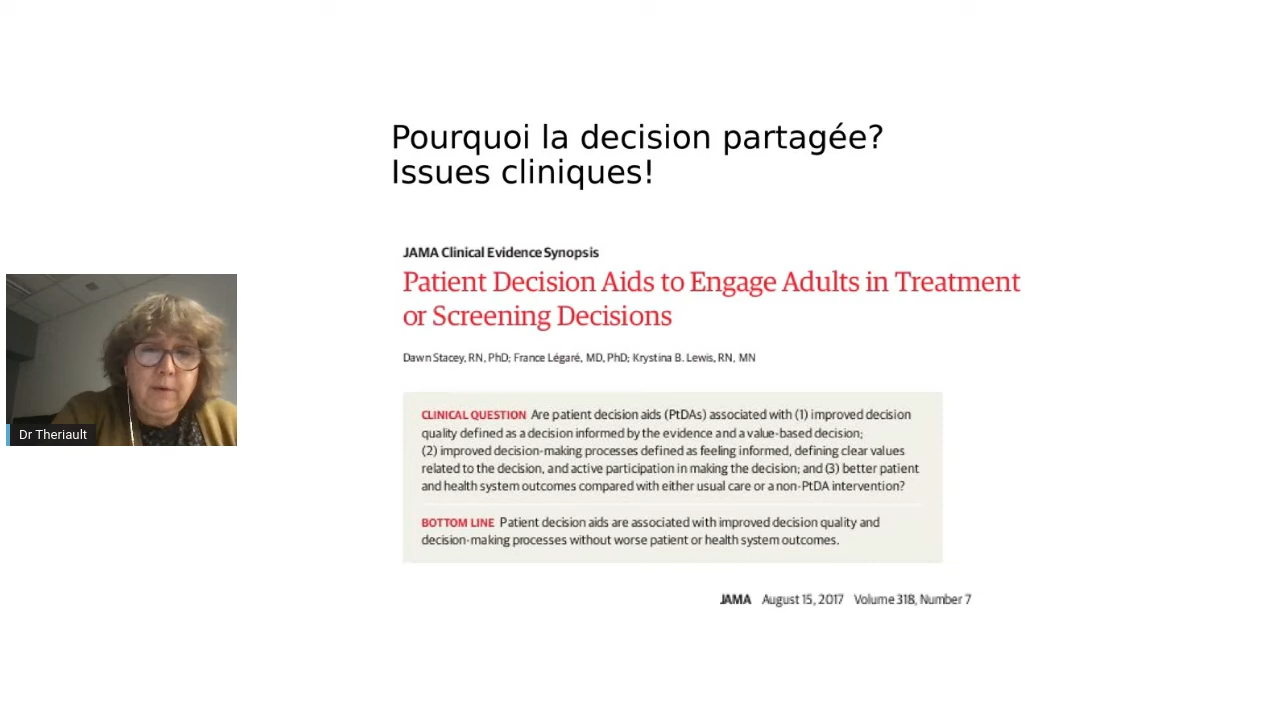 Pourquoi la decision partagée?
Issues cliniques!
JAMA Clinical Evidence Synopsis
Patient Decision Aids to Engage Adults in Treatment
or Screening Decisions
Dawn Stacey, RN, PhD; France Légaré, MD, PhD; Krystina B. Lewis, RN, MN
CLINICAL QUESTION Are patient decision aids (PtDAs) associated with (1) improved decision
quality defined as a decision informed by the evidence and a value-based decision;
(2) improved decision-making processes defined as feeling informed, defining clear values
related to the decision, and active participation in making the decision; and (3) better patient
and health system outcomes compared with either usual care or a non-PtDA intervention?
BOTTOM LINE Patient decision aids are associated with improved decision quality and
decision-making processes without worse patient or health system outcomes.
JAMA August 15, 2017 Volume 318, Number 7
Dr Theriault